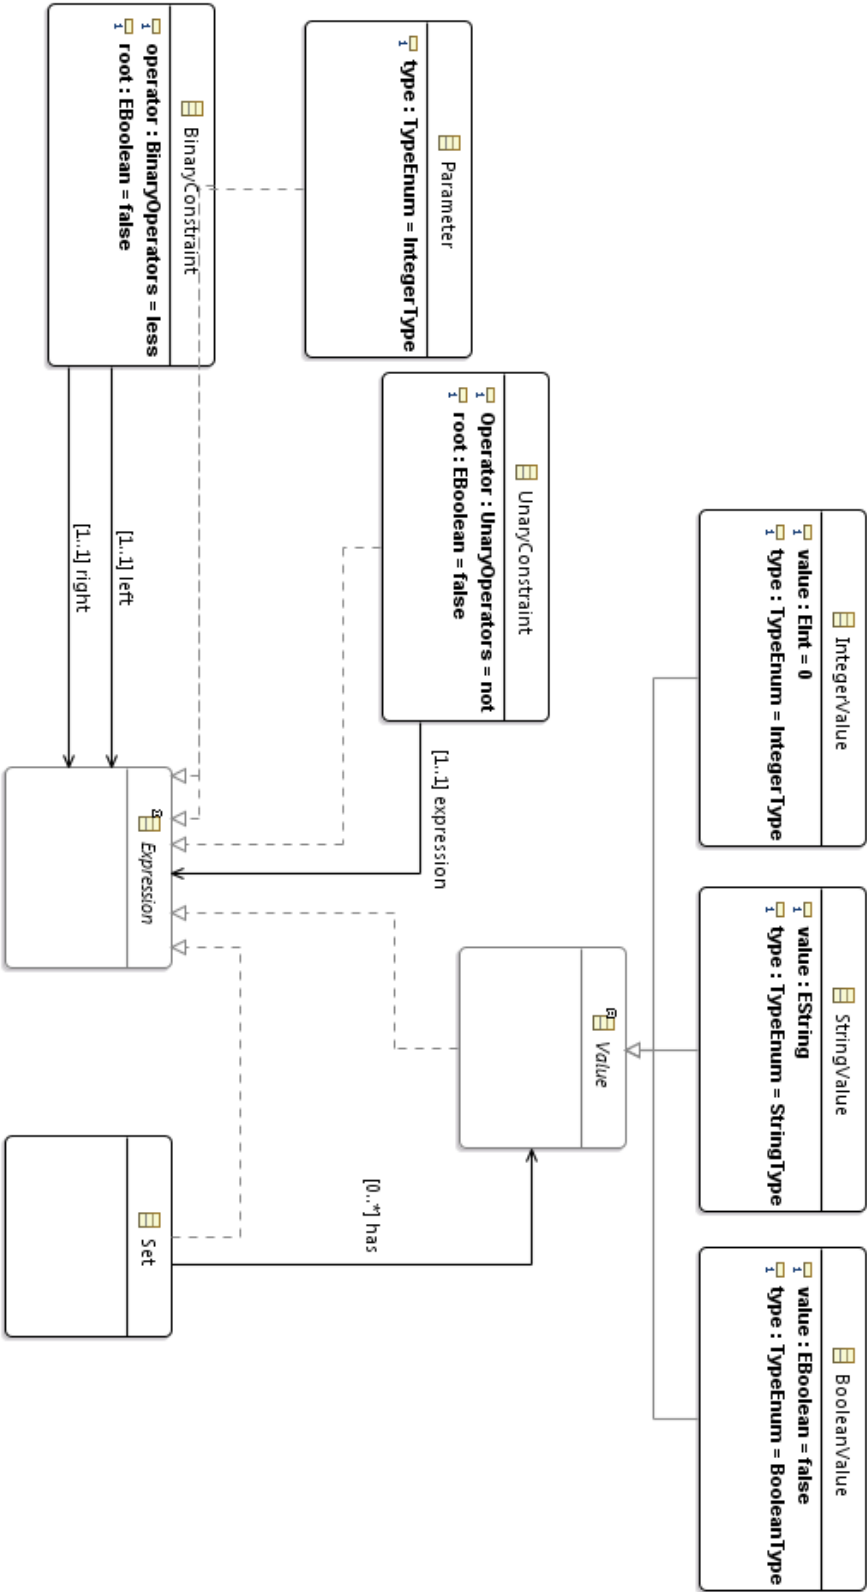 IntegerValue
value : EInt = 0
type : TypeEnum = IntegerType
StringValue
value : EString
type : TypeEnum = StringType
BooleanValue
value : EBoolean = false
type : TypeEnum = BooleanType
Value
UnaryConstraint
Operator : UnaryOperators = not
root : EBoolean = false
Parameter
type : TypeEnum = IntegerType
[1..1] expression
[0..*] has
BinaryConstraint
operator : BinaryOperators = less
root : EBoolean = false
[1..1] left
[1..1] right
Expression
Set